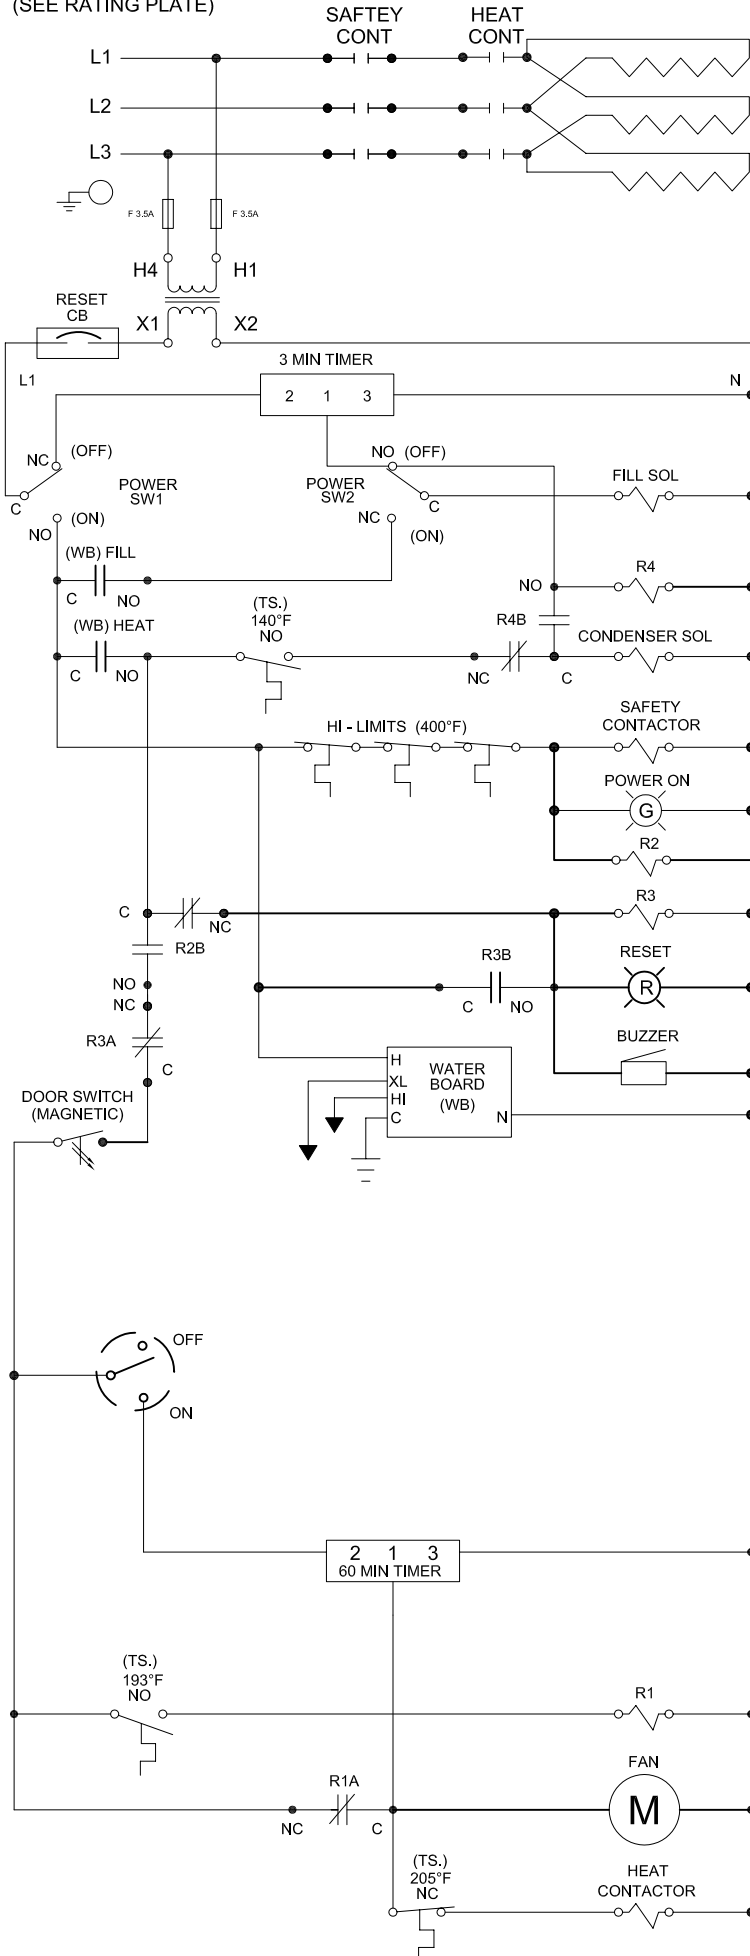 (SEE RATING PLATE)
SAFTEY
CONT
HEAT
CONT
L1
L2
L3
F 3.5A
F 3.5A
H4
H1
RESET
CB
X1
X2
L1
3 MIN TIMER
2 1 3
N
NC
(OFF)
NO (OFF)
FILL SOL
C
POWER
SW1
POWER
SW2
C
(ON)
NO
NC
(ON)
(WB) FILL
C
NO
NO
R4
(TS.)
140°F
NO
R4B
(WB) HEAT
CONDENSER SOL
C
NO
NC
C
HI - LIMITS (400°F)
SAFETY
CONTACTOR
POWER ON
G
R2
C
NC
R3
R2B
R3B
RESET
NO
NC
C
NO
R
R3A
C
BUZZER
DOOR SWITCH
(MAGNETIC)
H
XL
HI
C
WATER
BOARD
(WB)
N
OFF
ON
2 1 3
60 MIN TIMER
(TS.)
193°F
NO
R1
R1A
FAN
M
NC
C
(TS.)
205°F
NC
HEAT
CONTACTOR